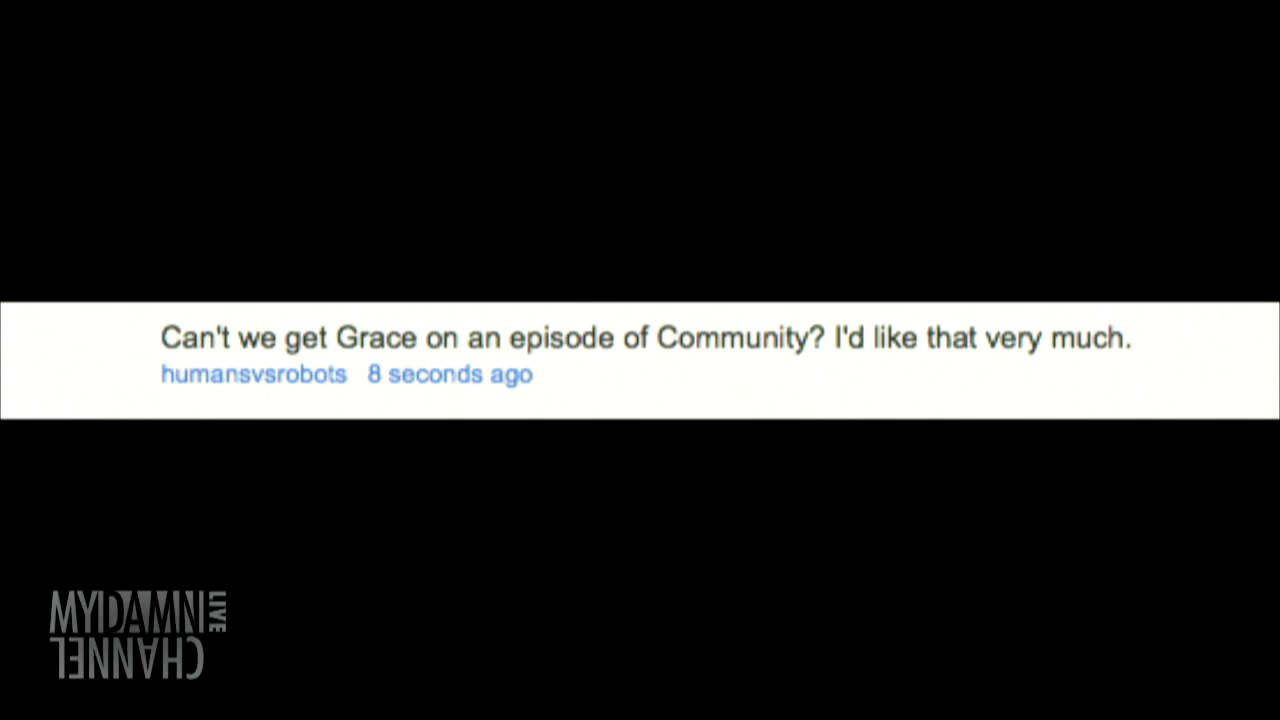 Can't we get Grace on an episode of Community? I'd like that very much.
humansvsrobots 8 seconds ago
MYDAMN LIVE
CHANNEL